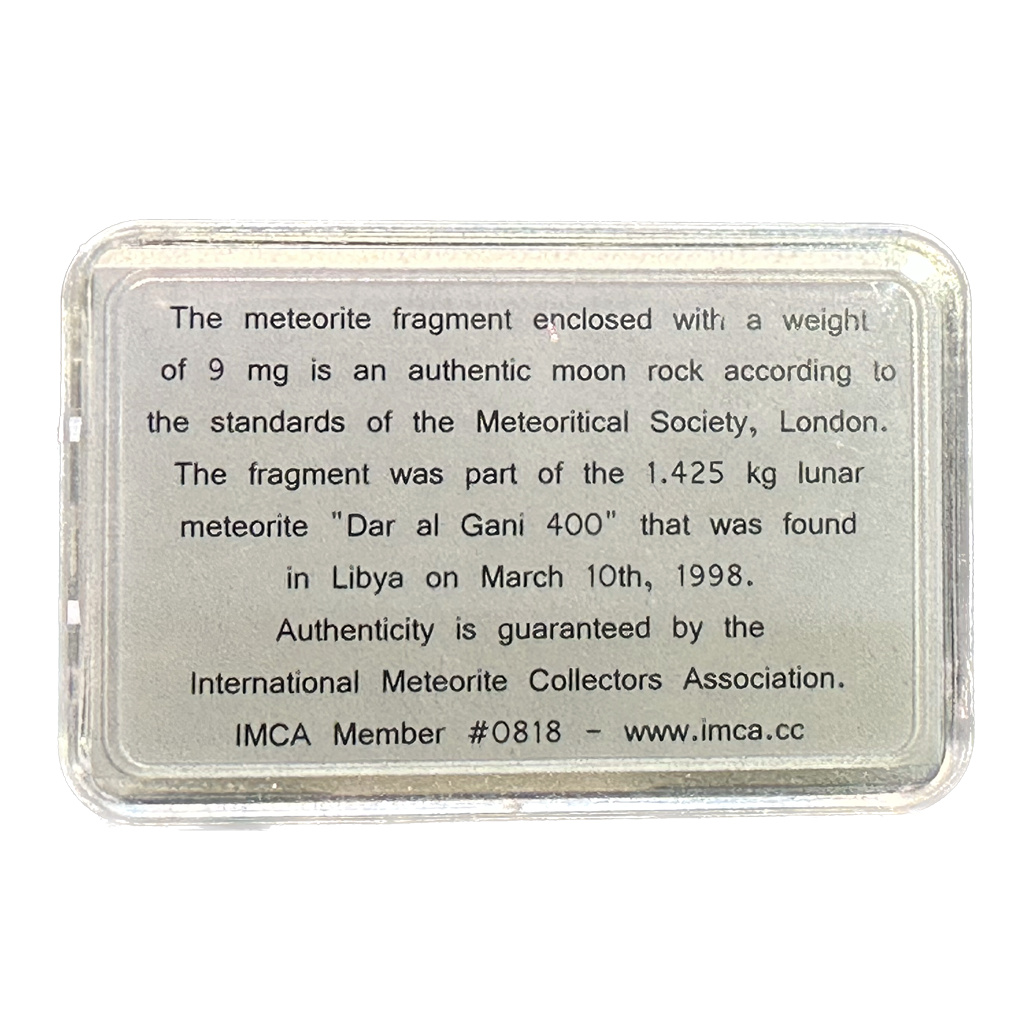 The meteorite fragment enclosed with a weight
of 9 mg is an authentic moon rock according to
the standards of the Meteoritical Society, London.
The fragment was part of the 1.425 kg lunar
meteorite "Dar al Gani 400" that was found
in Libya on March 10th, 1998.
Authenticity is guaranteed by the
International Meteorite Collectors Association.
IMCA Member #0818 - www.imca.cc